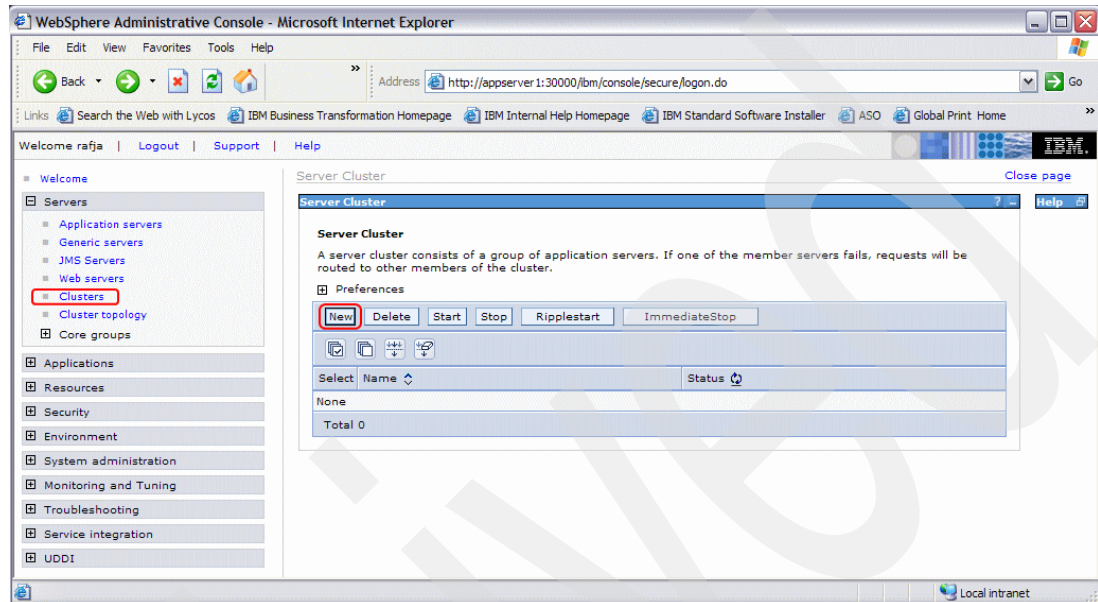 WebSphere Administrative Console - Microsoft Internet Explorer
File Edit View Favorites Tools Help
Back » Address http://appserver1:30000/ibm/console/secure/logon.do Go
Links Search the Web with Lycos IBM Business Transformation Homepage IBM Internal Help Homepage IBM Standard Software Installer ASO Global Print Home »
Welcome rafja | Logout | Support | Help IBM.
Welcome
Server Cluster Close page
Servers
Server Cluster ? - Help
Application servers
Generic servers
JMS Servers
Web servers
Clusters
Cluster topology
Core groups
Applications
Resources
Security
Environment
System administration
Monitoring and Tuning
Troubleshooting
Service integration
UDDI
Server Cluster
A server cluster consists of a group of application servers. If one of the member servers fails, requests will be
routed to other members of the cluster.
Preferences
New Delete Start Stop Ripplestart ImmediateStop
Select Name Status
None
Total 0
Local intranet